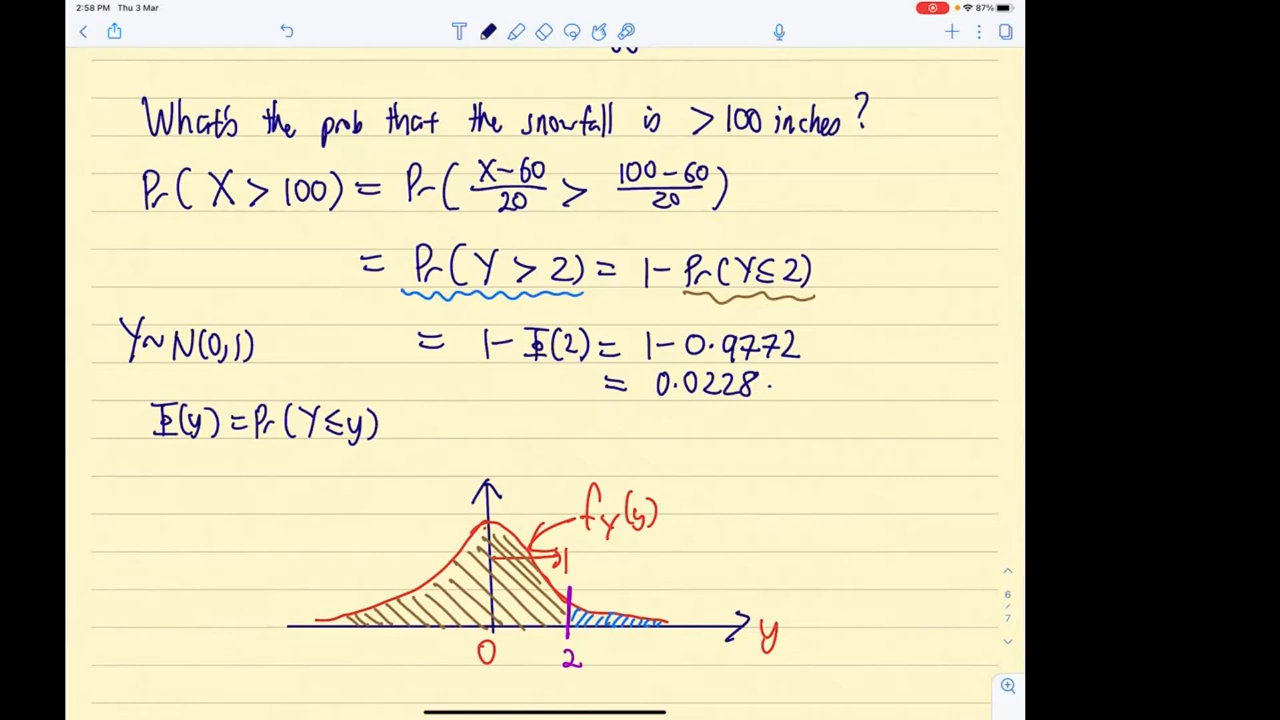 2:58 PM Thu 3 Mar
87%
What's the prob that the snowfall is > 100 inches?
Pr( X > 100) = Pr( X-60/20 > 100-60/20 )
= Pr( Y > 2) = 1- Pr(Y≤2)
Y~ N(0,1) = 1- Φ(2) = 1- 0.9772
= 0.0228.
Φ(y) = Pr( Y≤y)
f_Y(y)
1
0
2
y
6
/
7